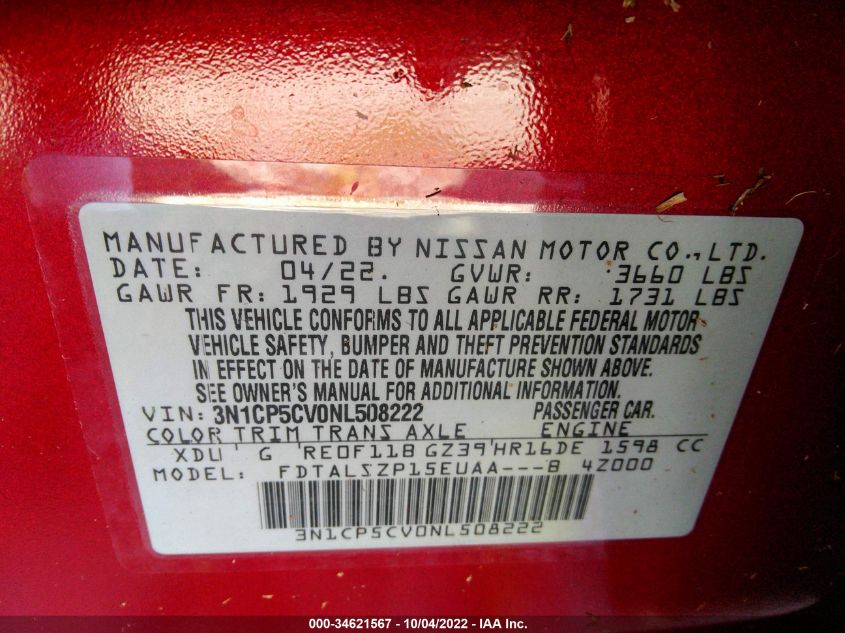 MANUFACTURED BY NISSAN MOTOR CO., LTD.
DATE: 04/22. GVWR: 3660 LBS
GAWR FR: 1929 LBS GAWR RR: 1731 LBS
THIS VEHICLE CONFORMS TO ALL APPLICABLE FEDERAL MOTOR
VEHICLE SAFETY, BUMPER AND THEFT PREVENTION STANDARDS
IN EFFECT ON THE DATE OF MANUFACTURE SHOWN ABOVE.
SEE OWNER'S MANUAL FOR ADDITIONAL INFORMATION.
VIN: 3N1CP5CV0NL508222 PASSENGER CAR.
COLOR TRIM TRANS AXLE ENGINE
XDU G RE0F11B GZ39 HR16DE 1598 CC
MODEL: FDTALSZP15EUAA---B 4Z000
3N1CP5CV0NL508222
000-34621567 - 10/04/2022 - IAA Inc.